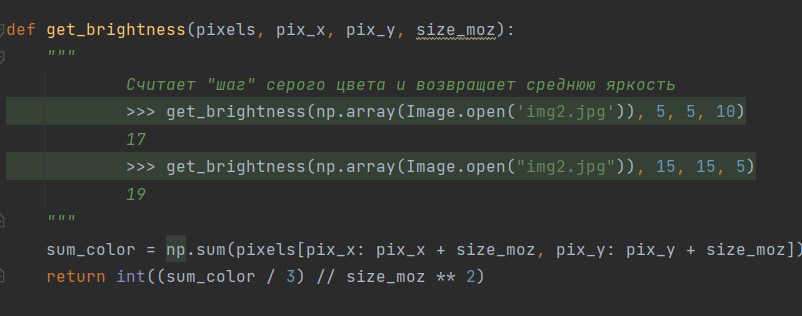 def get_brightness(pixels, pix_x, pix_y, size_moz):
"""
Считает "шаг" серого цвета и возвращает среднюю яркость
>>> get_brightness(np.array(Image.open('img2.jpg')), 5, 5, 10)
17
>>> get_brightness(np.array(Image.open("img2.jpg")), 15, 15, 5)
19
"""
sum_color = np.sum(pixels[pix_x: pix_x + size_moz, pix_y: pix_y + size_moz])
return int((sum_color / 3) // size_moz ** 2)